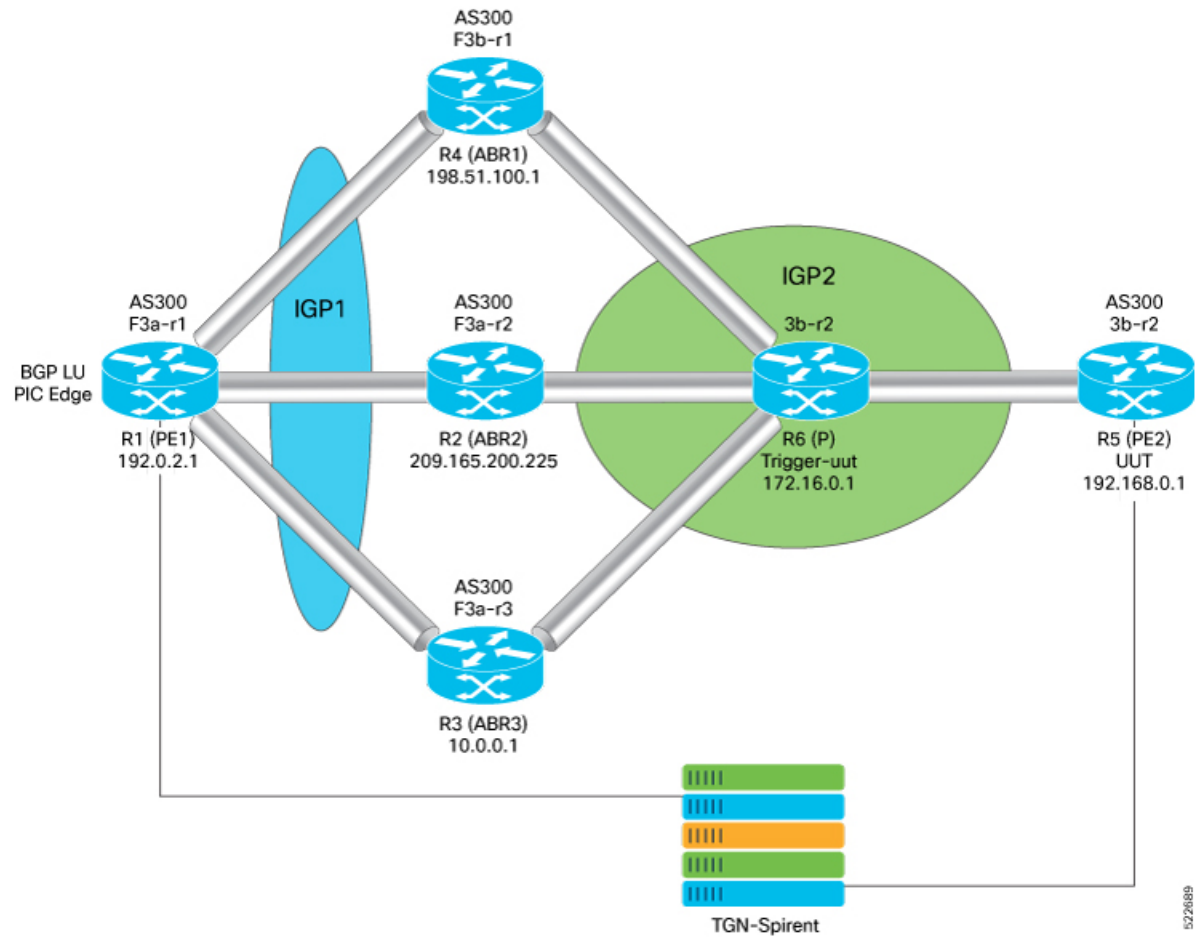 AS300
F3b-r1
R4 (ABR1)
198.51.100.1
IGP1
IGP2
AS300
F3a-r1
BGP LU
PIC Edge
R1 (PE1)
192.0.2.1
AS300
F3a-r2
R2 (ABR2)
209.165.200.225
3b-r2
R6 (P)
Trigger-uut
172.16.0.1
AS300
3b-r2
R5 (PE2)
UUT
192.168.0.1
AS300
F3a-r3
R3 (ABR3)
10.0.0.1
TGN-Spirent
522689